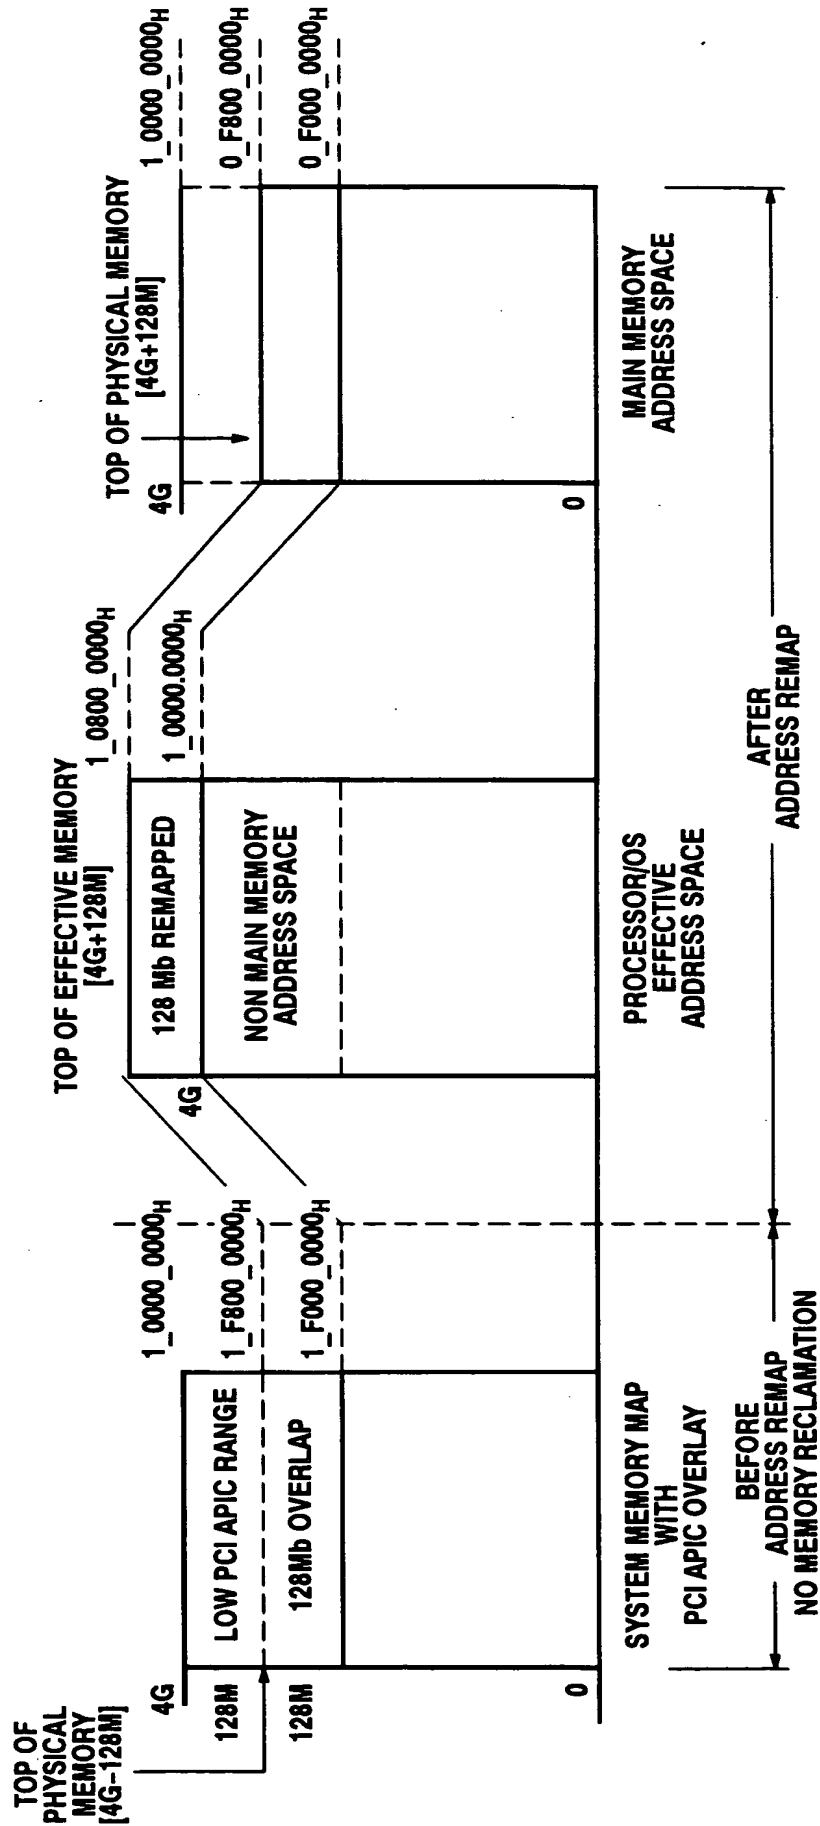 TOP OF
PHYSICAL
MEMORY
[4G–128M]
4G
128M
128M
0
LOW PCI APIC RANGE
128Mb OVERLAP
1_0000_0000H
1_F800_0000H
1_F000_0000H
SYSTEM MEMORY MAP
WITH
PCI APIC OVERLAY
BEFORE
ADDRESS REMAP
NO MEMORY RECLAMATION
TOP OF EFFECTIVE MEMORY
[4G+128M]
4G
128 Mb REMAPPED
NON MAIN MEMORY
ADDRESS SPACE
1_0800_0000H
1_0000.0000H
PROCESSOR/OS
EFFECTIVE
ADDRESS SPACE
AFTER
ADDRESS REMAP
TOP OF PHYSICAL MEMORY
[4G+128M]
4G
0
1_0000_0000H
0_F800_0000H
0_F000_0000H
MAIN MEMORY
ADDRESS SPACE